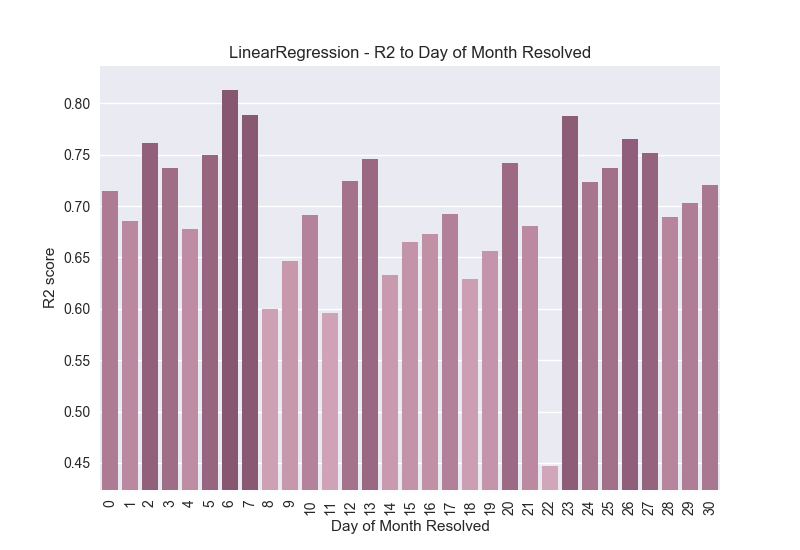 LinearRegression - R2 to Day of Month Resolved
0.80
0.75
0.70
0.65
0.60
0.55
0.50
0.45
R2 score
0 1 2 3 4 5 6 7 8 9 10 11 12 13 14 15 16 17 18 19 20 21 22 23 24 25 26 27 28 29 30
Day of Month Resolved